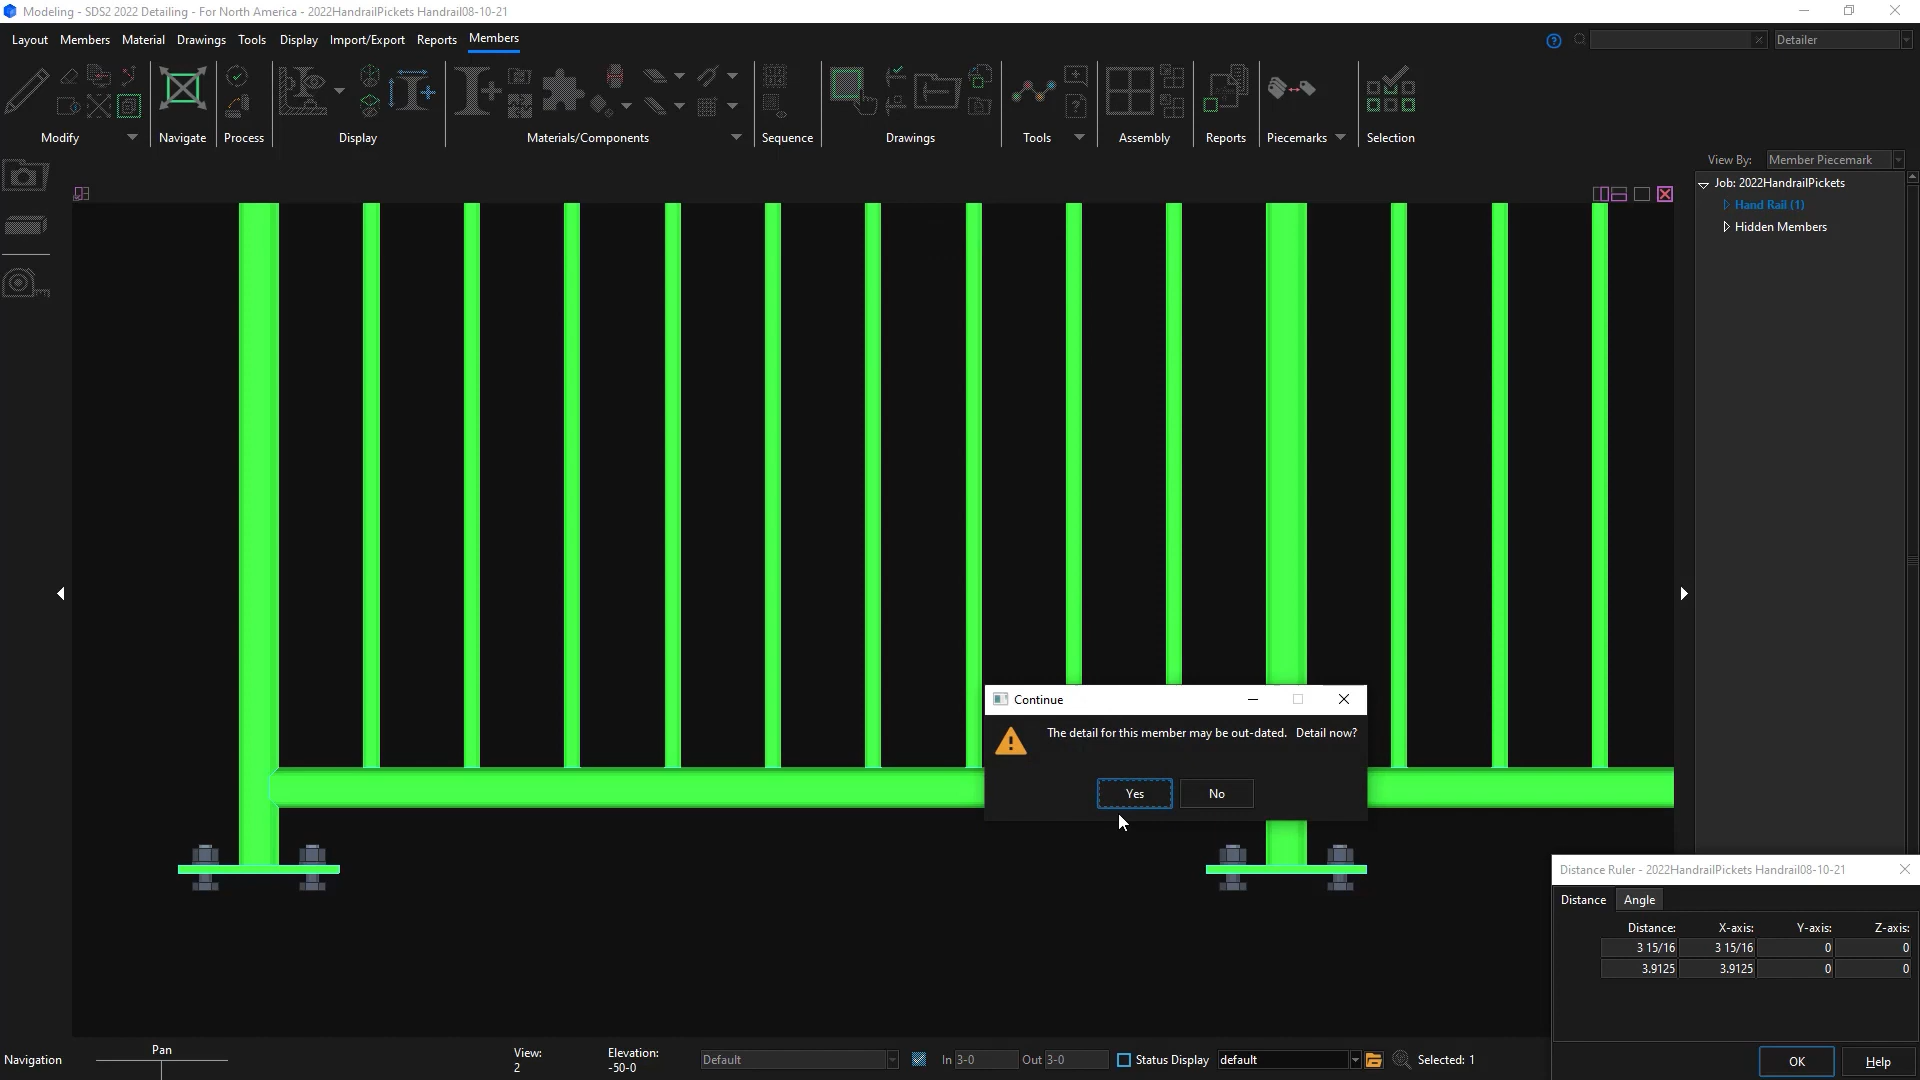 Modeling - SDS2 2022 Detailing - For North America - 2022HandrailPickets Handrail08-10-21
Layout Members Material Drawings Tools Display Import/Export Reports Members
Detailer
Modify Navigate Process Display Materials/Components Sequence Drawings Tools Assembly Reports Piecemarks Selection
View By: Member Piecemark
Job: 2022HandrailPickets
Hand Rail (1)
Hidden Members
Continue
The detail for this member may be out-dated. Detail now?
Yes No
Distance Ruler - 2022HandrailPickets Handrail08-10-21
Distance Angle
Distance: X-axis: Y-axis: Z-axis:
3 15/16 3 15/16 0 0
3.9125 3.9125 0 0
OK Help
Navigation
Pan
View:
2
Elevation:
-50-0
Default
In 3-0 Out 3-0
Status Display default
Selected: 1